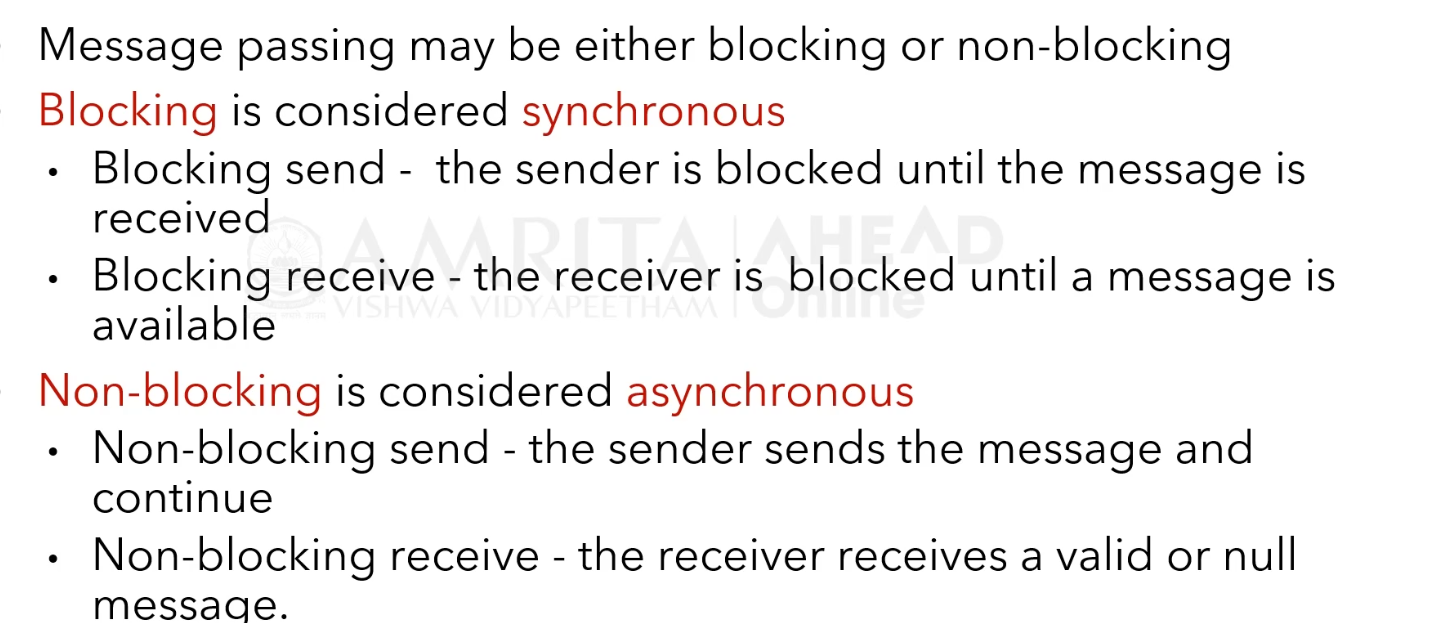 Message passing may be either blocking or non-blocking
Blocking is considered synchronous
• Blocking send -  the sender is blocked until the message is
received
• Blocking receive - the receiver is  blocked until a message is
available
AMRITA AHEAD
VISHWA VIDYAPEETHAM Online
Non-blocking is considered asynchronous
• Non-blocking send - the sender sends the message and
continue
• Non-blocking receive - the receiver receives a valid or null
message.